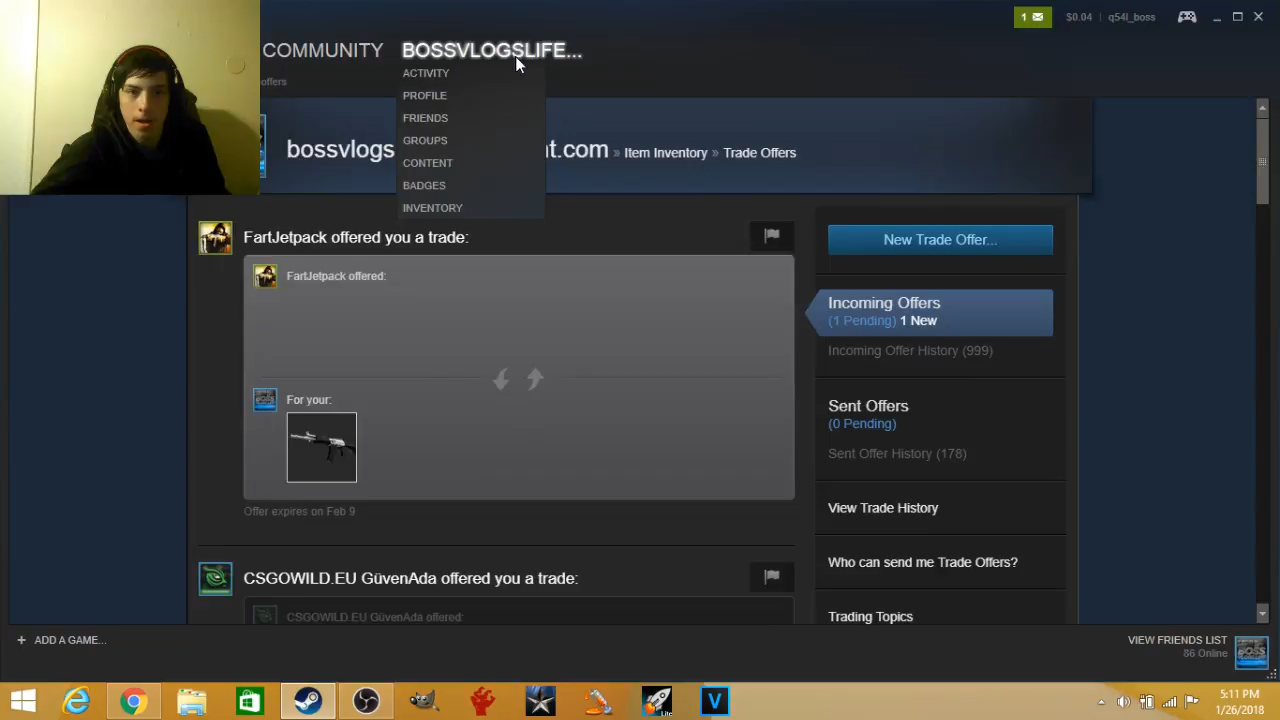 1
$0.04
q54l_boss
COMMUNITY
BOSSVLOGSLIFE...
offers
ACTIVITY
PROFILE
FRIENDS
GROUPS
CONTENT
BADGES
INVENTORY
bossvlogs
t.com » Item Inventory » Trade Offers
FartJetpack offered you a trade:
FartJetpack offered:
For your:
Offer expires on Feb 9
CSGOWILD.EU GüvenAda offered you a trade:
CSGOWILD.EU GüvenAda offered:
New Trade Offer...
Incoming Offers
(1 Pending) 1 New
Incoming Offer History (999)
Sent Offers
(0 Pending)
Sent Offer History (178)
View Trade History
Who can send me Trade Offers?
Trading Topics
+ ADD A GAME...
VIEW FRIENDS LIST
86 Online
BOSS
Lite
V
5:11 PM
1/26/2018